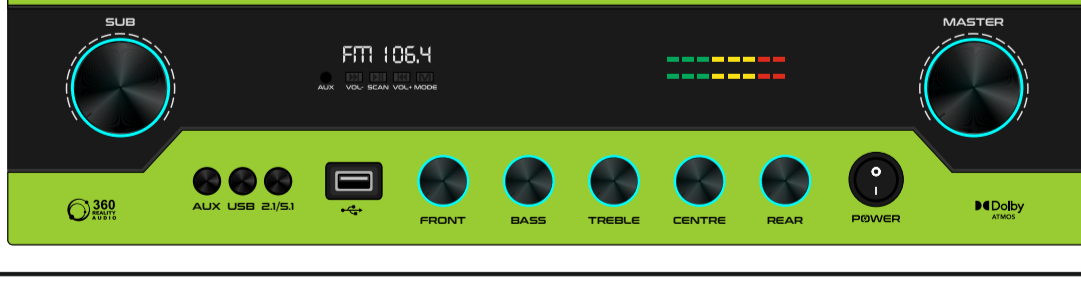 SUB
MASTER
FM 106.4
M
AUX VOL- SCAN VOL+ MODE
AUX USB 2.1/5.1
FRONT BASS TREBLE CENTRE REAR
POWER
360
REALITY
AUDIO
Dolby
ATMOS